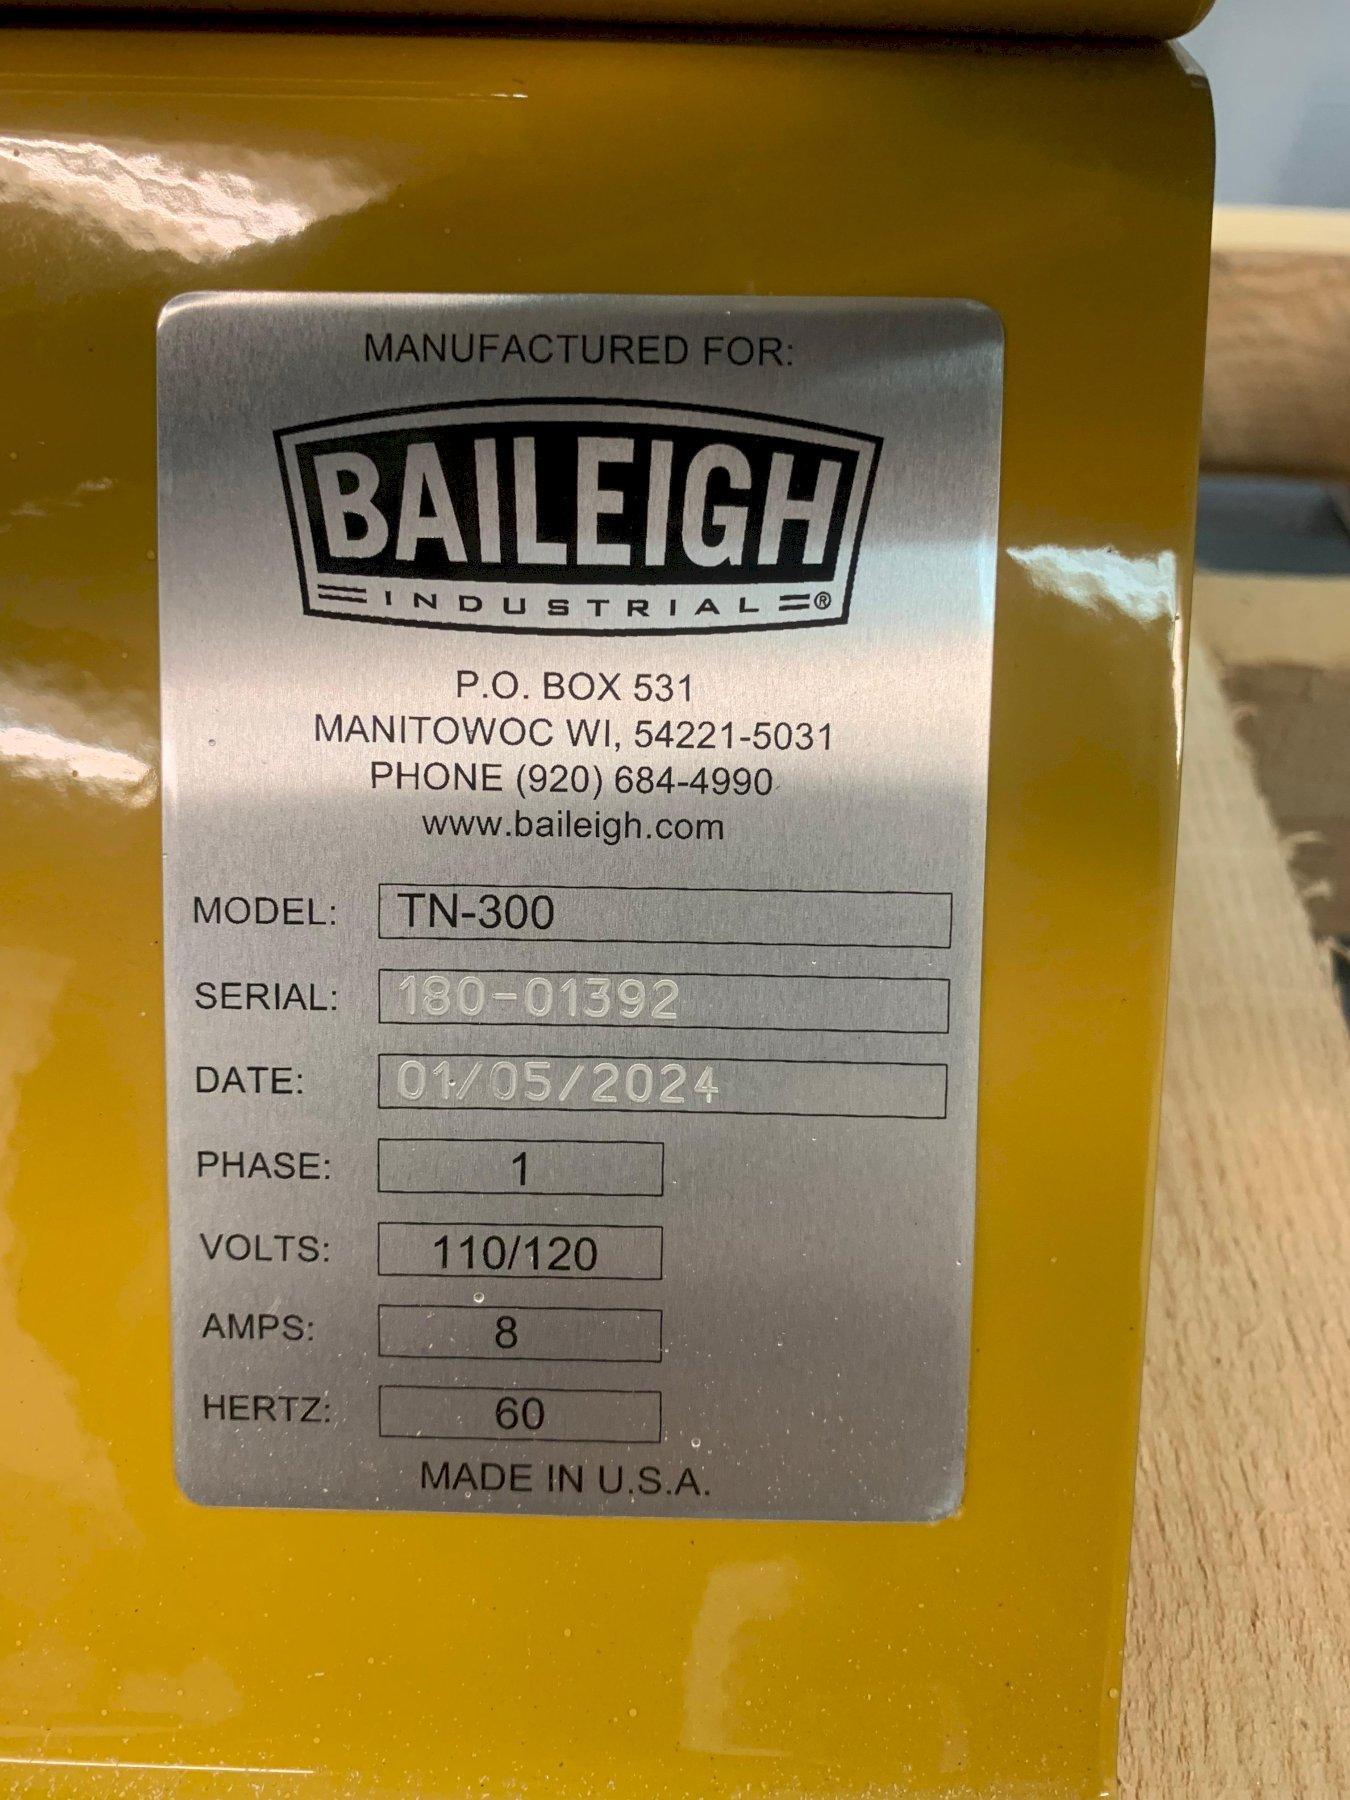 MANUFACTURED FOR:
BAILEIGH
INDUSTRIAL ®
P.O. BOX 531
MANITOWOC WI, 54221-5031
PHONE (920) 684-4990
www.baileigh.com
MODEL: TN-300
SERIAL: 180-01392
DATE: 01/05/2024
PHASE: 1
VOLTS: 110/120
AMPS: 8
HERTZ: 60
MADE IN U.S.A.